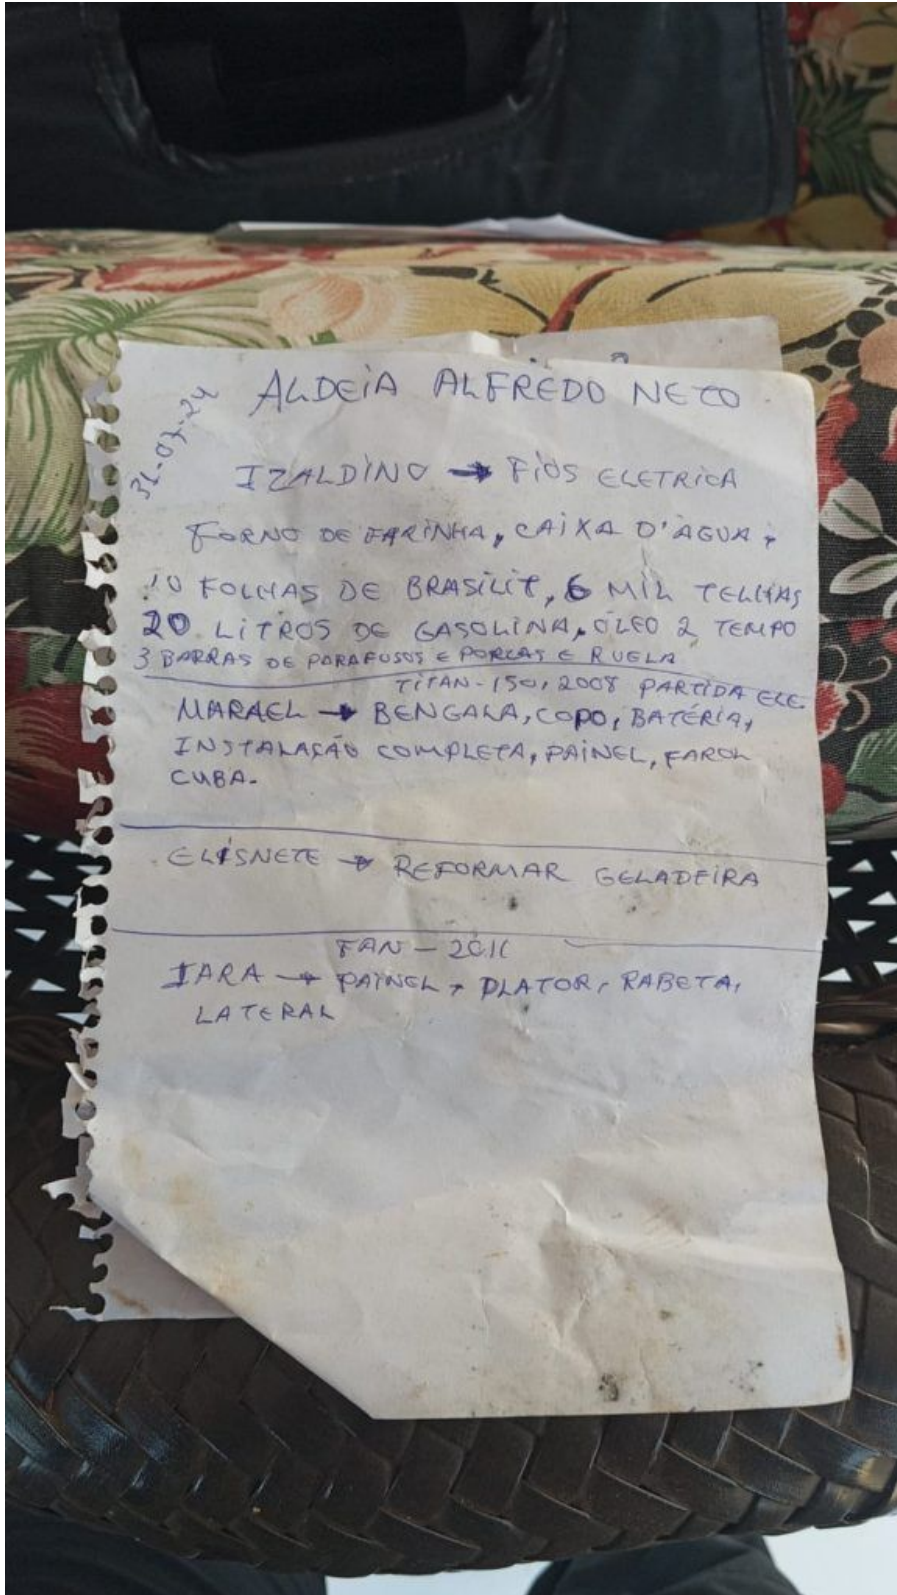 ALDEIA ALFREDO NETO
31-07-24
IZALDINO → FIOS ELETRICA
FORNO DE FARINHA, CAIXA D'AGUA,
10 FOLHAS DE BRASILIT, 6 MIL TELHAS
20 LITROS DE GASOLINA, ÓLEO 2 TEMPO
3 BARRAS DE PARAFUSOS E PORCAS E RUELA
TITAN-150, 2008 PARTIDA ELE.
MARAEL → BENGALA, COPO, BATÉRIA,
INSTALAÇÃO COMPLETA, PAINEL, FAROL
CUBA.
ELISNETE → REFORMAR GELADEIRA
FAN-
IARA → PAINEL, PLATOR, RABETA,
LATERAL